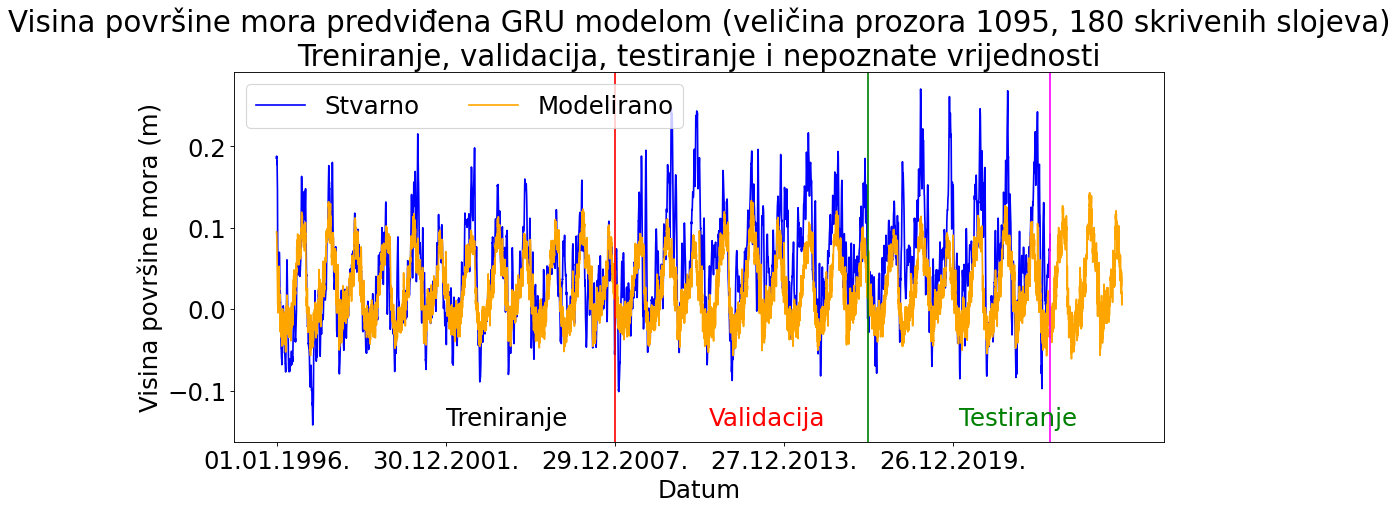 Visina površine mora predviđena GRU modelom (veličina prozora 1095, 180 skrivenih slojeva)
Treniranje, validacija, testiranje i nepoznate vrijednosti
Stvarno
Modelirano
Visina površine mora (m)
0.2
0.1
0.0
−0.1
Treniranje
Validacija
Testiranje
01.01.1996.
30.12.2001.
29.12.2007.
27.12.2013.
26.12.2019.
Datum